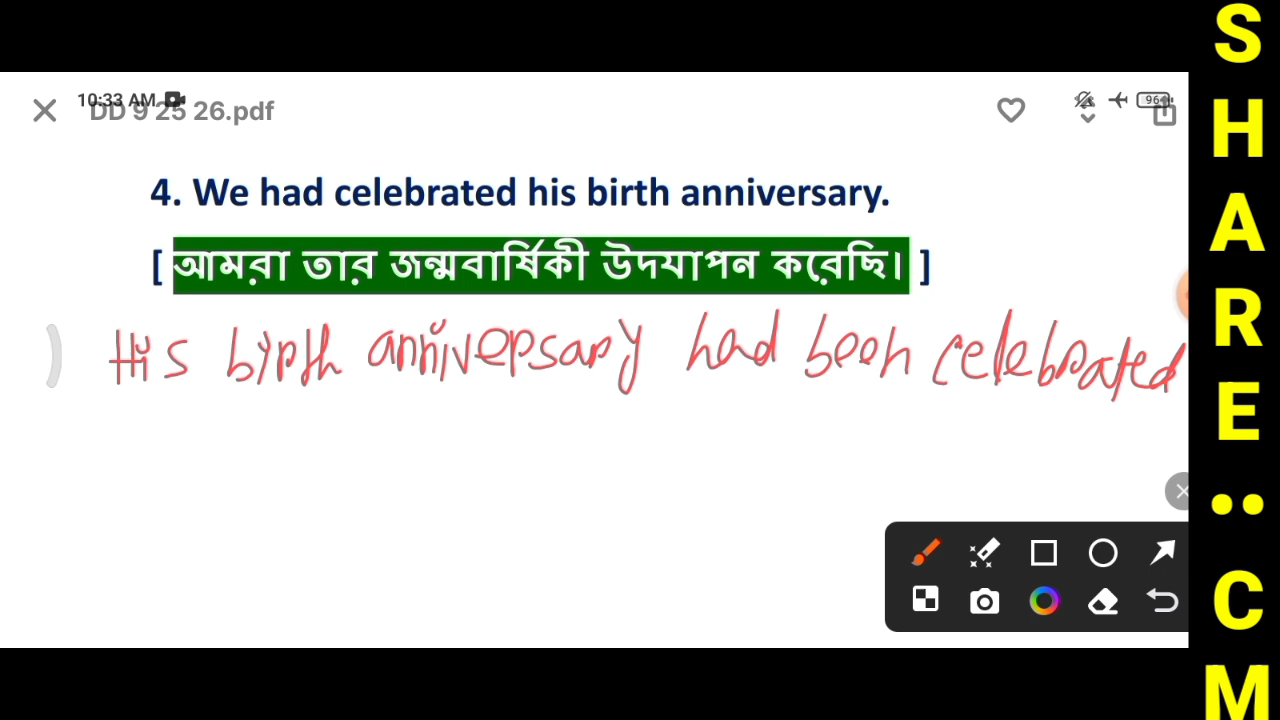 10:33 AM
DD 9 25 26.pdf
96
4. We had celebrated his birth anniversary.
[ আমরা তার জন্মবার্ষিকী উদযাপন করেছি। ]
His birth anniversary had been celebrated
SHARE••CM